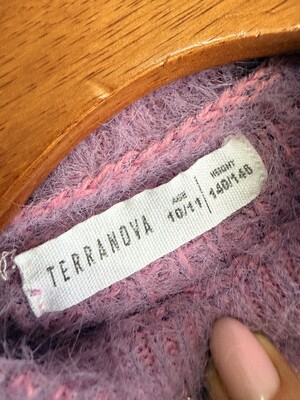 TERRANOVA
AGE
10/11
HEIGHT
140/146